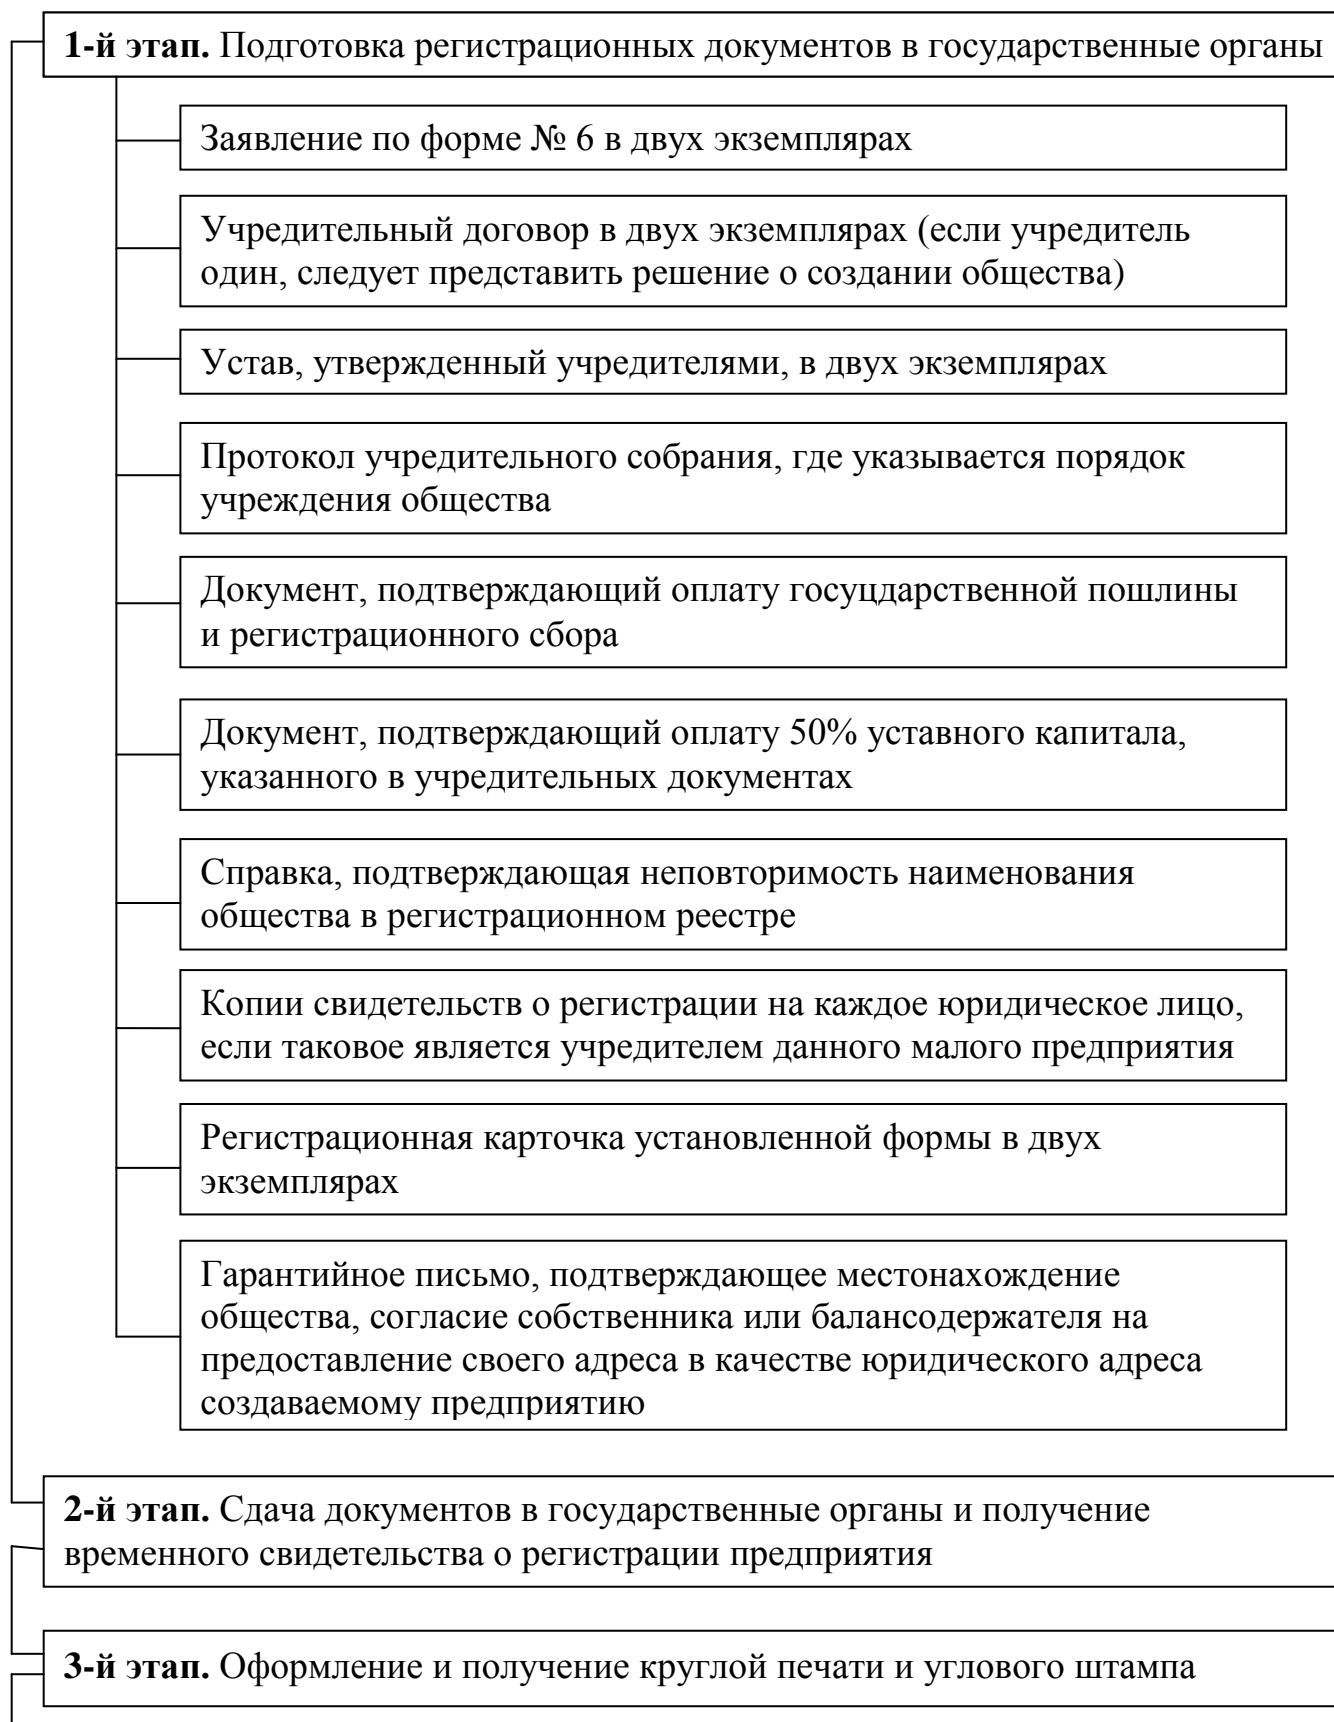 1-й этап. Подготовка регистрационных документов в государственные органы
Заявление по форме № 6 в двух экземплярах
Учредительный договор в двух экземплярах (если учредитель
один, следует представить решение о создании общества)
Устав, утвержденный учредителями, в двух экземплярах
Протокол учредительного собрания, где указывается порядок
учреждения общества
Документ, подтверждающий оплату госуцдарственной пошлины
и регистрационного сбора
Документ, подтверждающий оплату 50% уставного капитала,
указанного в учредительных документах
Справка, подтверждающая неповторимость наименования
общества в регистрационном реестре
Копии свидетельств о регистрации на каждое юридическое лицо,
если таковое является учредителем данного малого предприятия
Регистрационная карточка установленной формы в двух
экземплярах
Гарантийное письмо, подтверждающее местонахождение
общества, согласие собственника или балансодержателя на
предоставление своего адреса в качестве юридического адреса
создаваемому предприятию
2-й этап. Сдача документов в государственные органы и получение
временного свидетельства о регистрации предприятия
3-й этап. Оформление и получение круглой печати и углового штампа